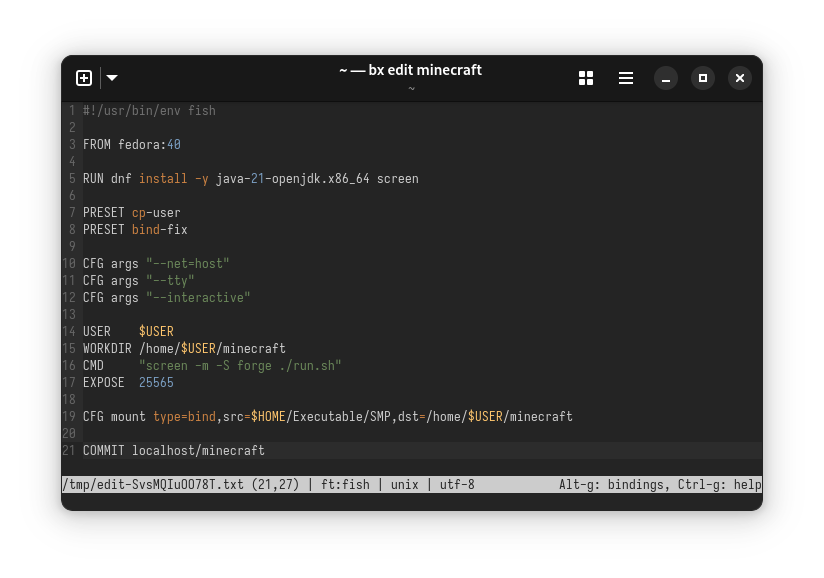 ~ — bx edit minecraft
~
1 #!/usr/bin/env fish
2
3 FROM fedora:40
4
5 RUN dnf install -y java-21-openjdk.x86_64 screen
6
7 PRESET cp-user
8 PRESET bind-fix
9
10 CFG args "--net=host"
11 CFG args "--tty"
12 CFG args "--interactive"
13
14 USER    $USER
15 WORKDIR /home/$USER/minecraft
16 CMD     "screen -m -S forge ./run.sh"
17 EXPOSE  25565
18
19 CFG mount type=bind,src=$HOME/Executable/SMP,dst=/home/$USER/minecraft
20
21 COMMIT localhost/minecraft
/tmp/edit-SvsMQIuOO78T.txt (21,27) | ft:fish | unix | utf-8 Alt-g: bindings, Ctrl-g: help